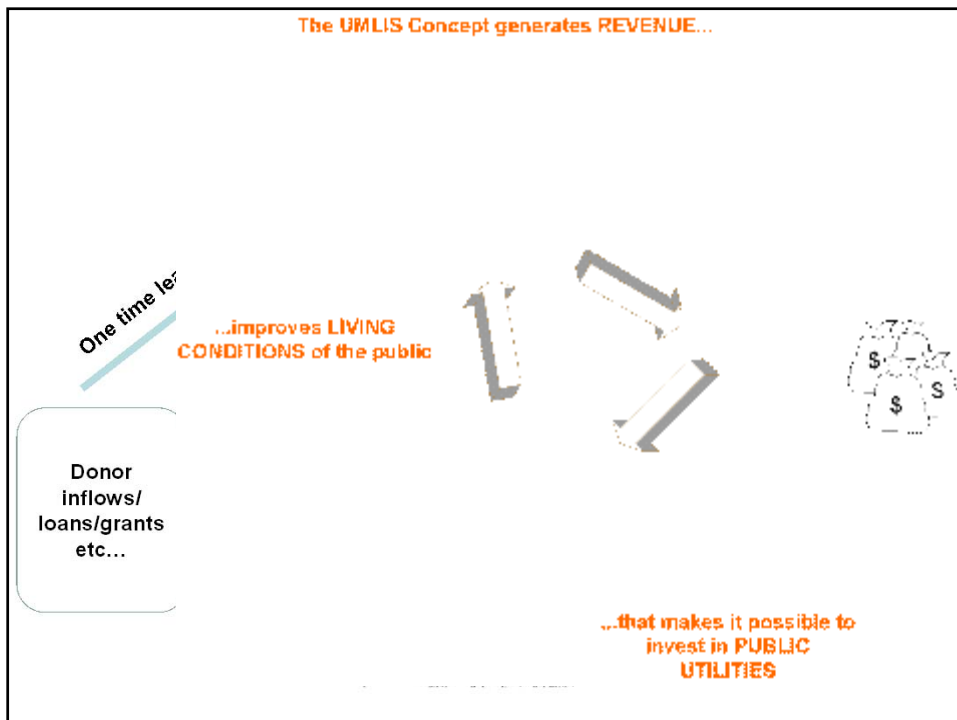 The UMLIS Concept generates REVENUE...
One time
...improves LIVING
CONDITIONS of the public
$
$
$
Donor
inflows/
loans/grants
etc...
...that makes it possible to
invest in PUBLIC
UTILITIES